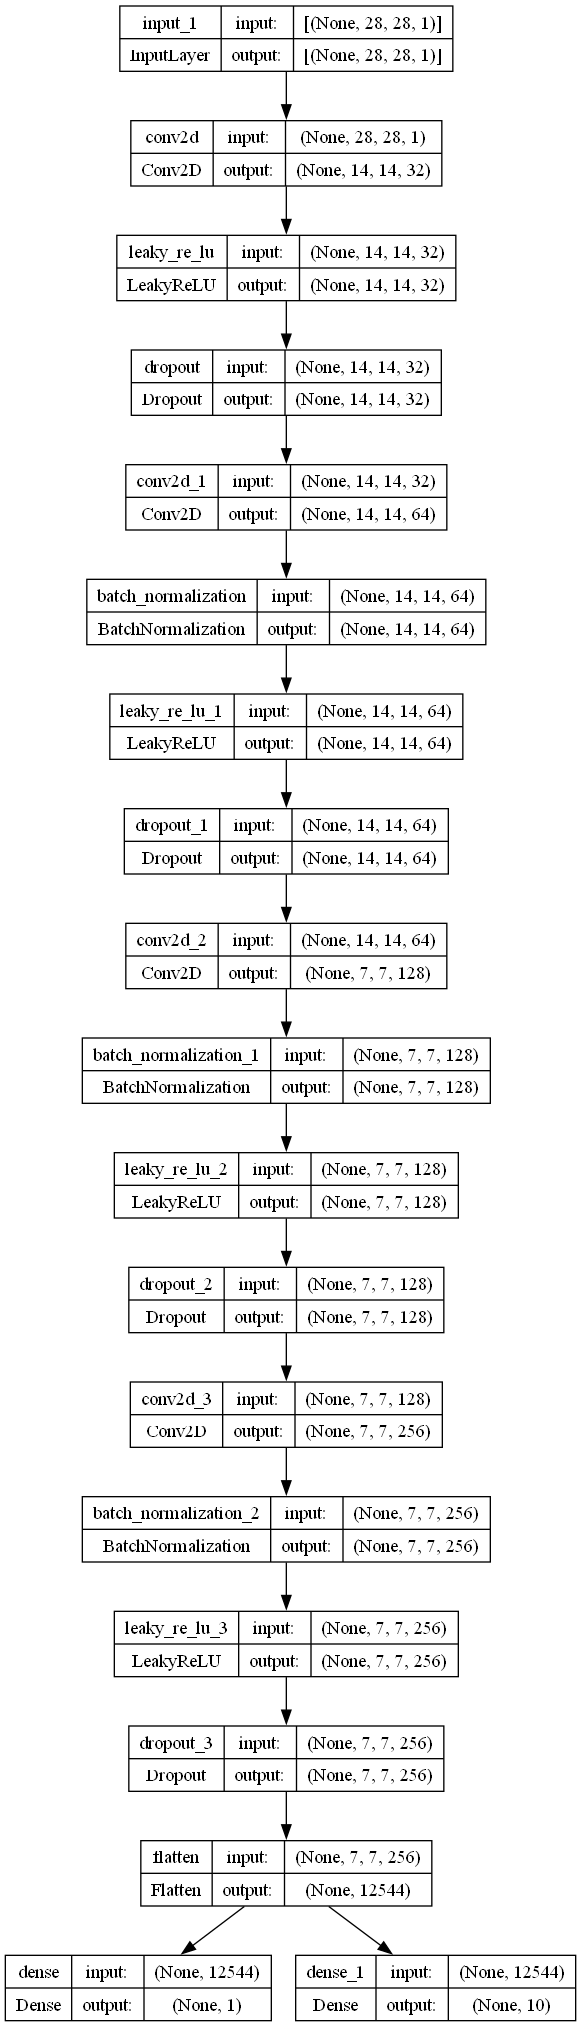 input_1 input: [(None, 28, 28, 1)]
InputLayer output: [(None, 28, 28, 1)]
conv2d input: (None, 28, 28, 1)
Conv2D output: (None, 14, 14, 32)
leaky_re_lu input: (None, 14, 14, 32)
LeakyReLU output: (None, 14, 14, 32)
dropout input: (None, 14, 14, 32)
Dropout output: (None, 14, 14, 32)
conv2d_1 input: (None, 14, 14, 32)
Conv2D output: (None, 14, 14, 64)
batch_normalization input: (None, 14, 14, 64)
BatchNormalization output: (None, 14, 14, 64)
leaky_re_lu_1 input: (None, 14, 14, 64)
LeakyReLU output: (None, 14, 14, 64)
dropout_1 input: (None, 14, 14, 64)
Dropout output: (None, 14, 14, 64)
conv2d_2 input: (None, 14, 14, 64)
Conv2D output: (None, 7, 7, 128)
batch_normalization_1 input: (None, 7, 7, 128)
BatchNormalization output: (None, 7, 7, 128)
leaky_re_lu_2 input: (None, 7, 7, 128)
LeakyReLU output: (None, 7, 7, 128)
dropout_2 input: (None, 7, 7, 128)
Dropout output: (None, 7, 7, 128)
conv2d_3 input: (None, 7, 7, 128)
Conv2D output: (None, 7, 7, 256)
batch_normalization_2 input: (None, 7, 7, 256)
BatchNormalization output: (None, 7, 7, 256)
leaky_re_lu_3 input: (None, 7, 7, 256)
LeakyReLU output: (None, 7, 7, 256)
dropout_3 input: (None, 7, 7, 256)
Dropout output: (None, 7, 7, 256)
flatten input: (None, 7, 7, 256)
Flatten output: (None, 12544)
dense input: (None, 12544)
Dense output: (None, 1)
dense_1 input: (None, 12544)
Dense output: (None, 10)